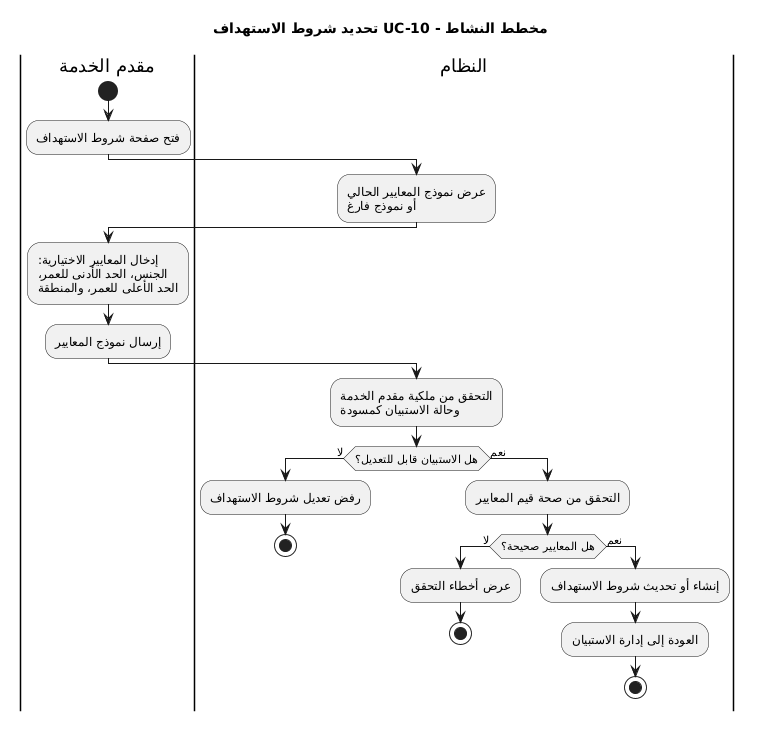 مخطط النشاط - UC-10 تحديد شروط الاستهداف
مقدم الخدمة
النظام
فتح صفحة شروط الاستهداف
عرض نموذج المعايير الحالي
أو نموذج فارغ
إدخال المعايير الاختيارية:
الجنس، الحد الأدنى للعمر،
الحد الأعلى للعمر، والمنطقة
إرسال نموذج المعايير
التحقق من ملكية مقدم الخدمة
وحالة الاستبيان كمسودة
هل الاستبيان قابل للتعديل؟
لا
نعم
رفض تعديل شروط الاستهداف
التحقق من صحة قيم المعايير
هل المعايير صحيحة؟
لا
نعم
عرض أخطاء التحقق
إنشاء أو تحديث شروط الاستهداف
العودة إلى إدارة الاستبيان